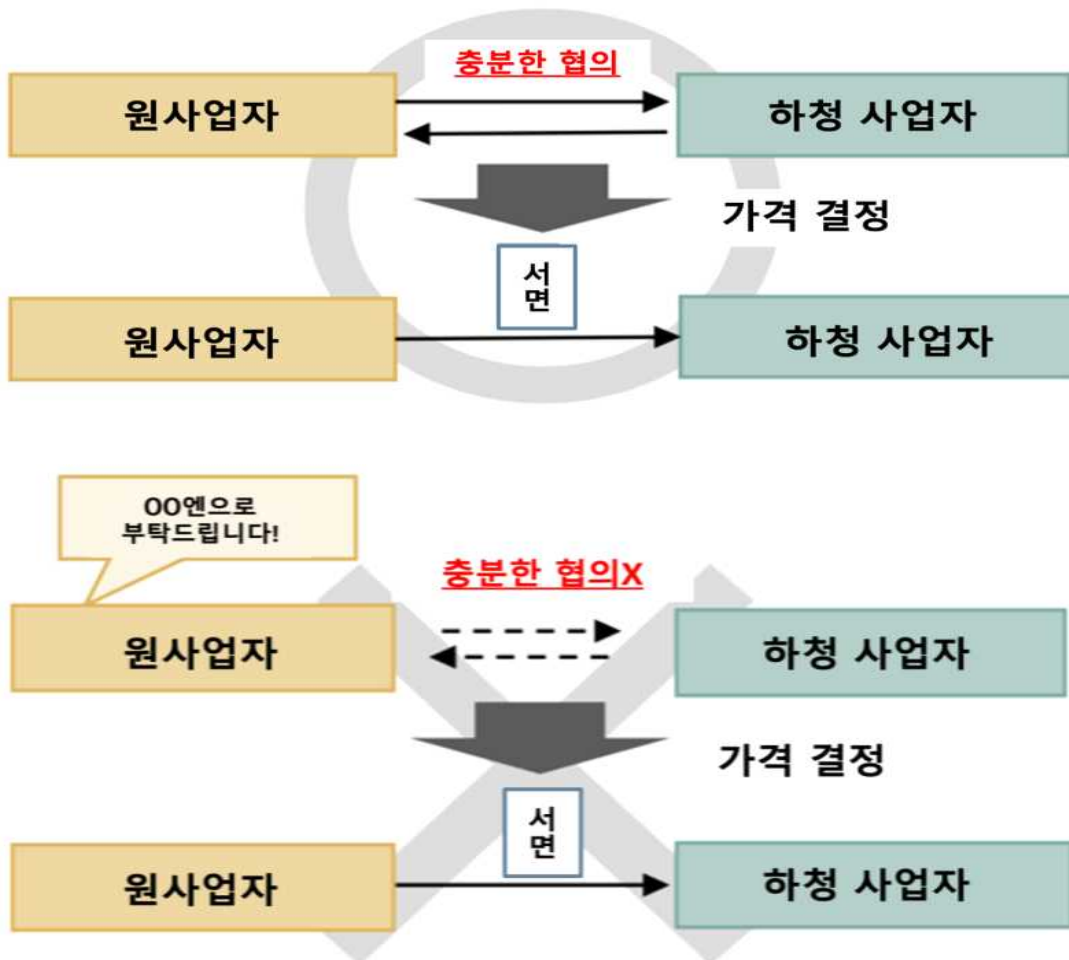 충분한 협의
원사업자
하청 사업자
가격 결정
서
면
원사업자
하청 사업자
OO엔으로
부탁드립니다!
충분한 협의X
원사업자
하청 사업자
가격 결정
서
면
원사업자
하청 사업자